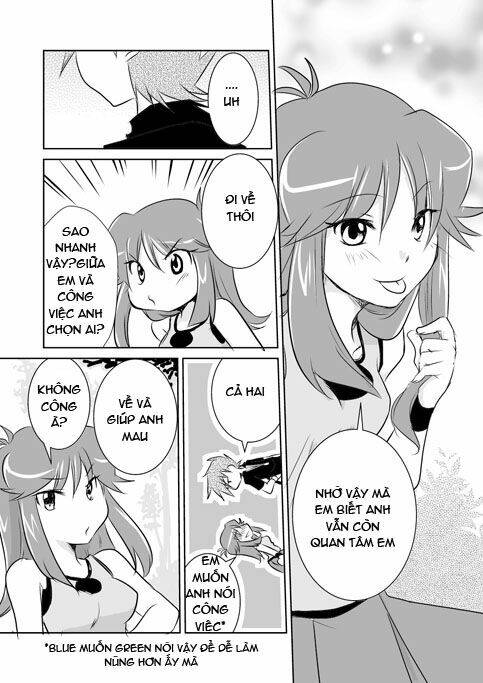 NHỜ VẬY MÀ
EM BIẾT ANH
VẪN CÒN
QUAN TÂM EM
....
UH
ĐI VỀ
THÔI
SAO
NHANH
VẬY?GIỮA
EM VÀ
CÔNG
VIỆC ANH
CHỌN AI?
CẢ HAI
EM
MUỐN
ANH NÓI
CÔNG
VIỆC*
VỀ VÀ
GIÚP ANH
MAU
KHÔNG
CÔNG
À?
*BLUE MUỐN GREEN NÓI VẬY ĐỂ DỄ LÀM
NŨNG HƠN ẤY MÀ